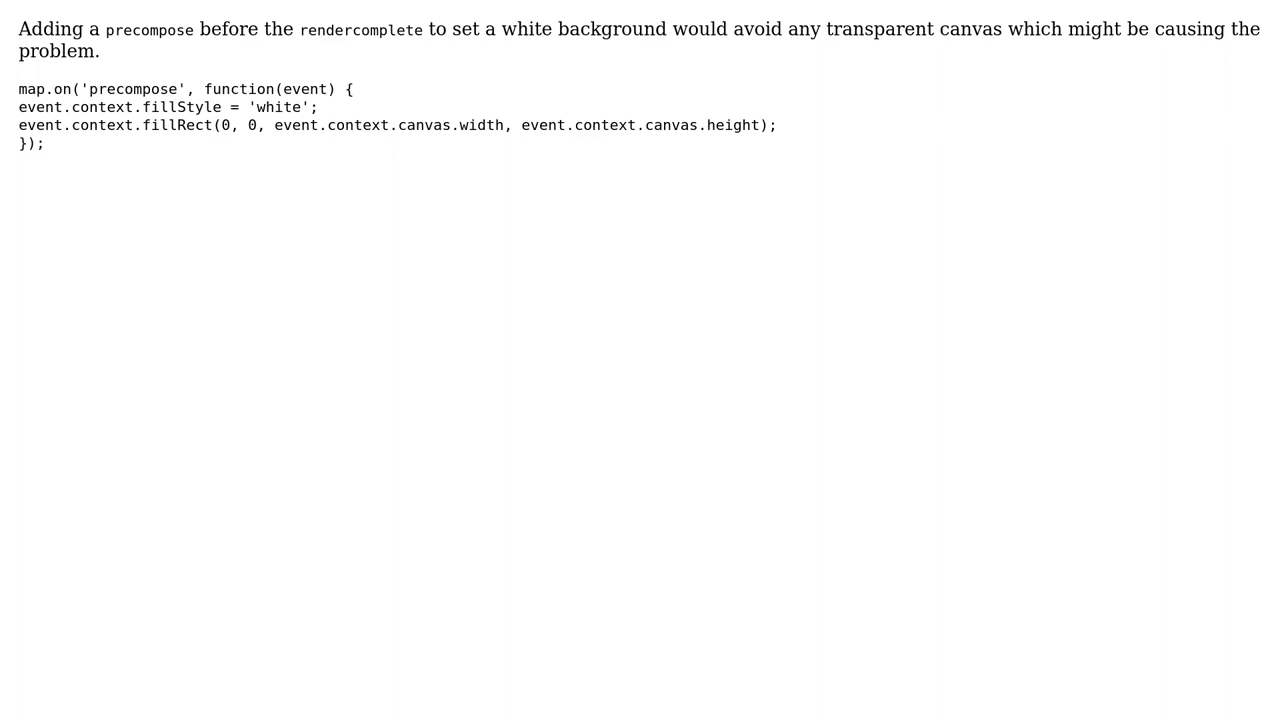 Adding a precompose before the rendercomplete to set a white background would avoid any transparent canvas which might be causing the
problem.
map.on('precompose', function(event) {
event.context.fillStyle = 'white';
event.context.fillRect(0, 0, event.context.canvas.width, event.context.canvas.height);
});